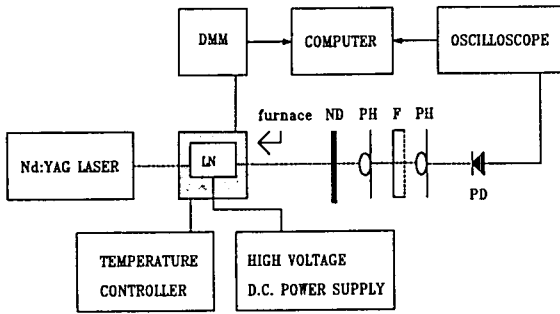 DMM
COMPUTER
OSCILLOSCOPE
furnace
ND
PH
F
PH
Nd:YAG LASER
LN
PD
TEMPERATURE
CONTROLLER
HIGH VOLTAGE
D.C. POWER SUPPLY